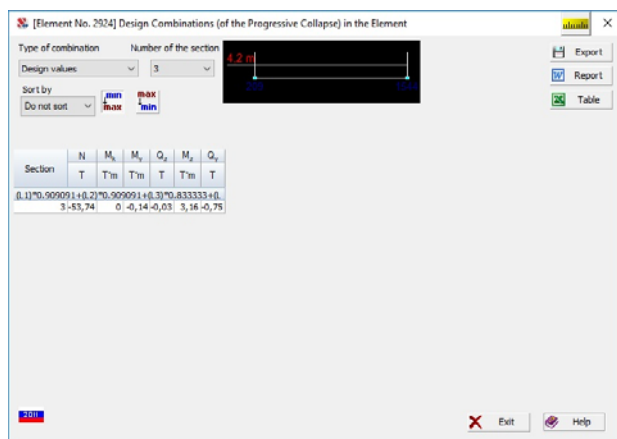 [Element No. 2924] Design Combinations (of the Progressive Collapse) in the Element
Type of combination Number of the section
Design values 3
Sort by
Do not sort min max max min
4.2 m
Export
Report
Table
Section N Mk My Qz Mz Qy
T T*m T*m T T*m T
(L1)*0.909091+(L2)*0.909091+(L3)*0.833333+(L
3 -53,74 0 -0,14 -0,03 3,16 -0,75
2011
Exit Help